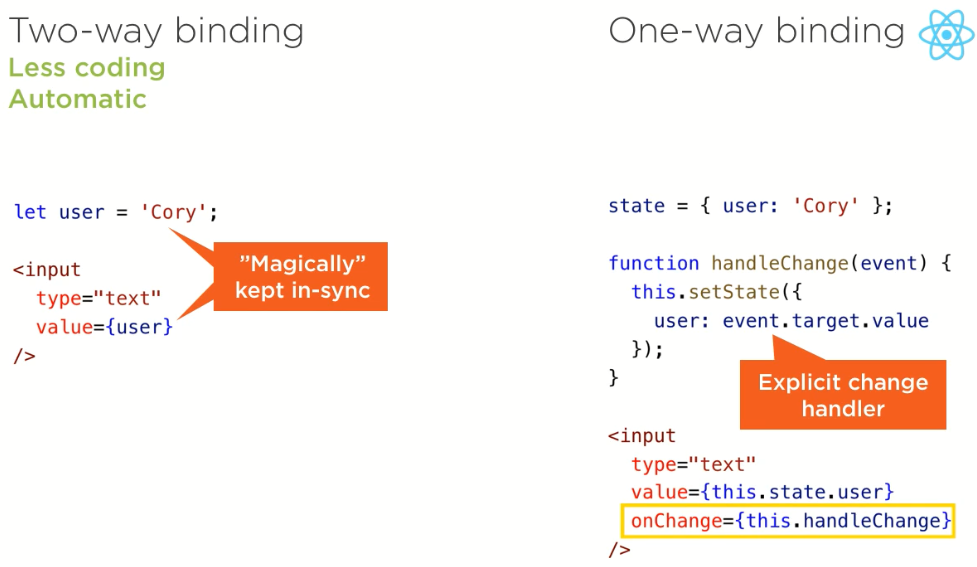 Two-way binding
Less coding
Automatic
let user = 'Cory';
<input
type="text"
value={user}
/>
”Magically”
kept in-sync
One-way binding
state = { user: 'Cory' };
function handleChange(event) {
this.setState({
user: event.target.value
});
}
Explicit change
handler
<input
type="text"
value={this.state.user}
onChange={this.handleChange}
/>